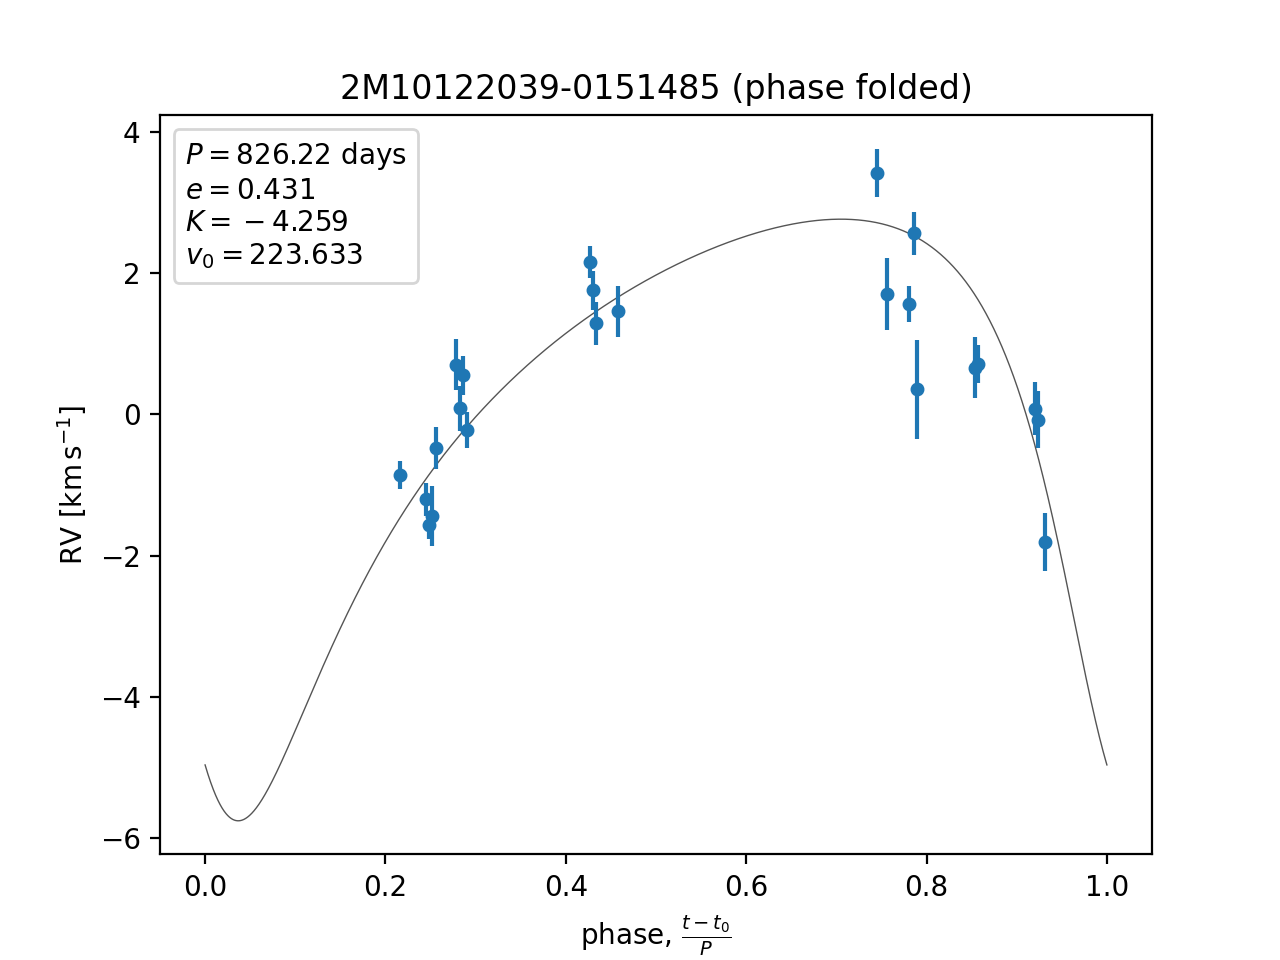 2M10122039-0151485 (phase folded)
P = 826.22 days
e = 0.431
K = −4.259
v₀ = 223.633
RV [km s⁻¹]
4
2
0
−2
−4
−6
0.0 0.2 0.4 0.6 0.8 1.0
phase, (t − t₀)/P